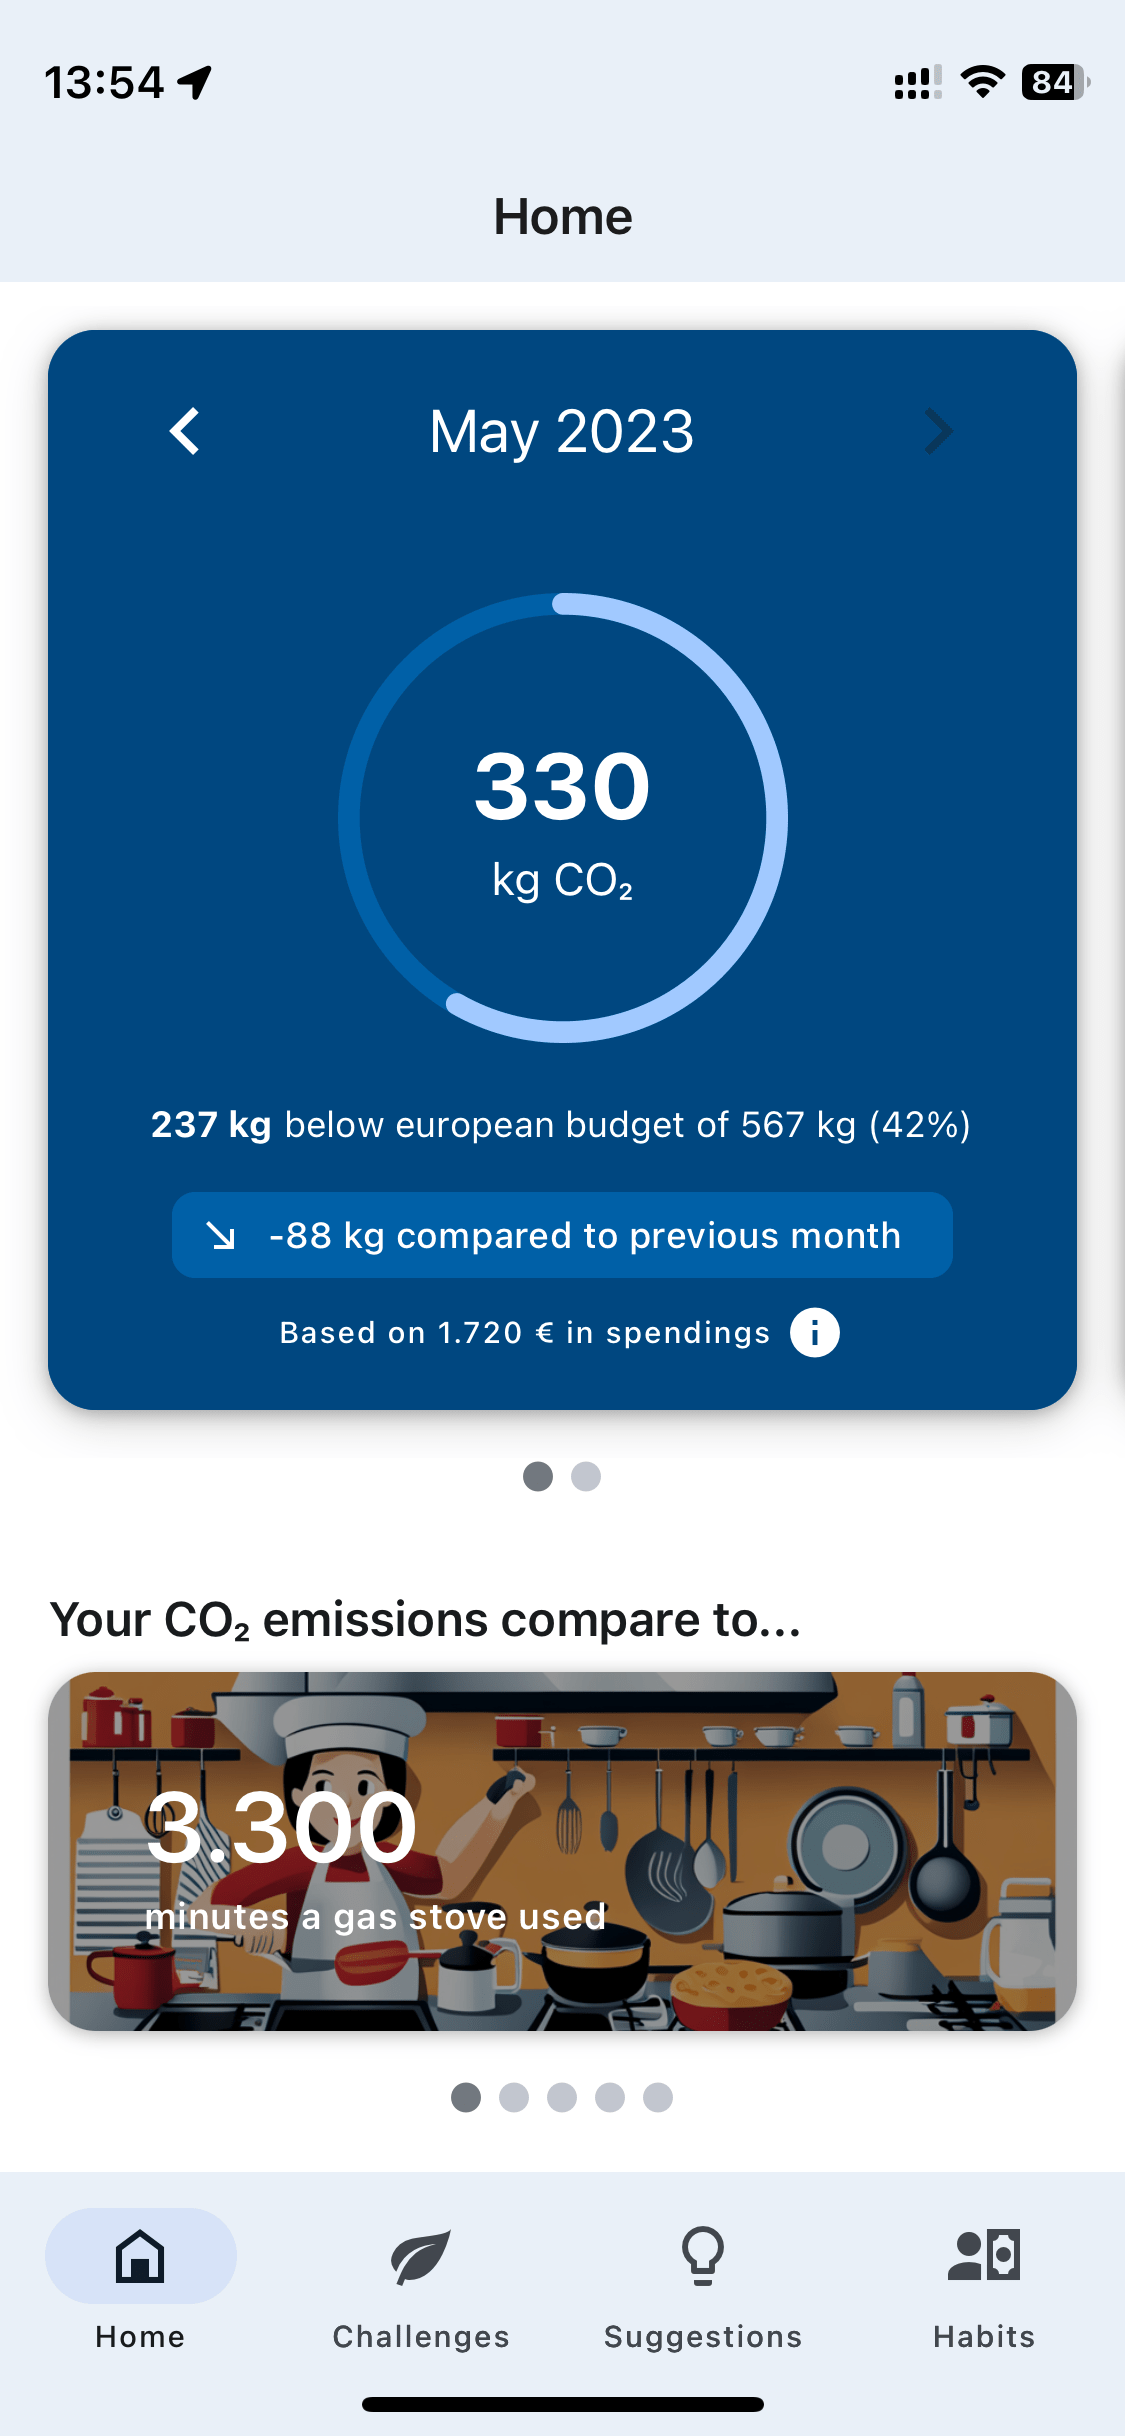 13:54
84
Home
May 2023
330
kg CO₂
237 kg below european budget of 567 kg (42%)
-88 kg compared to previous month
Based on 1.720 € in spendings i
Your CO₂ emissions compare to...
3.300
minutes a gas stove used
Home Challenges Suggestions Habits